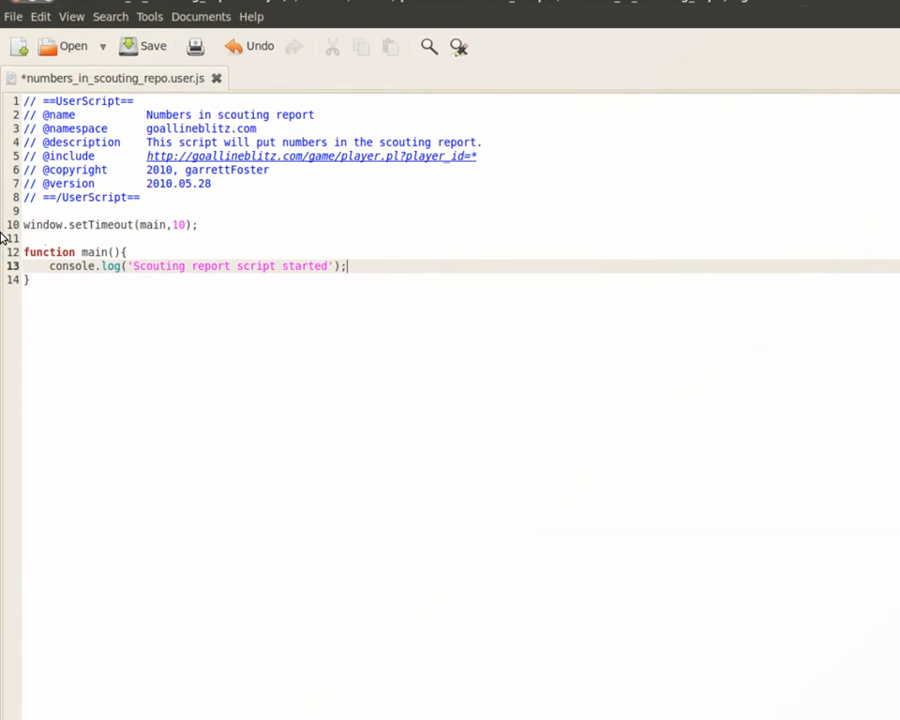 File Edit View Search Tools Documents Help
Open Save Undo
*numbers_in_scouting_repo.user.js
1 // ==UserScript==
2 // @name Numbers in scouting report
3 // @namespace goallineblitz.com
4 // @description This script will put numbers in the scouting report.
5 // @include http://goallineblitz.com/game/player.pl?player_id=*
6 // @copyright 2010, garrettFoster
7 // @version 2010.05.28
8 // ==/UserScript==
9
10 window.setTimeout(main,10);
11
12 function main(){
13 console.log('Scouting report script started');
14 }